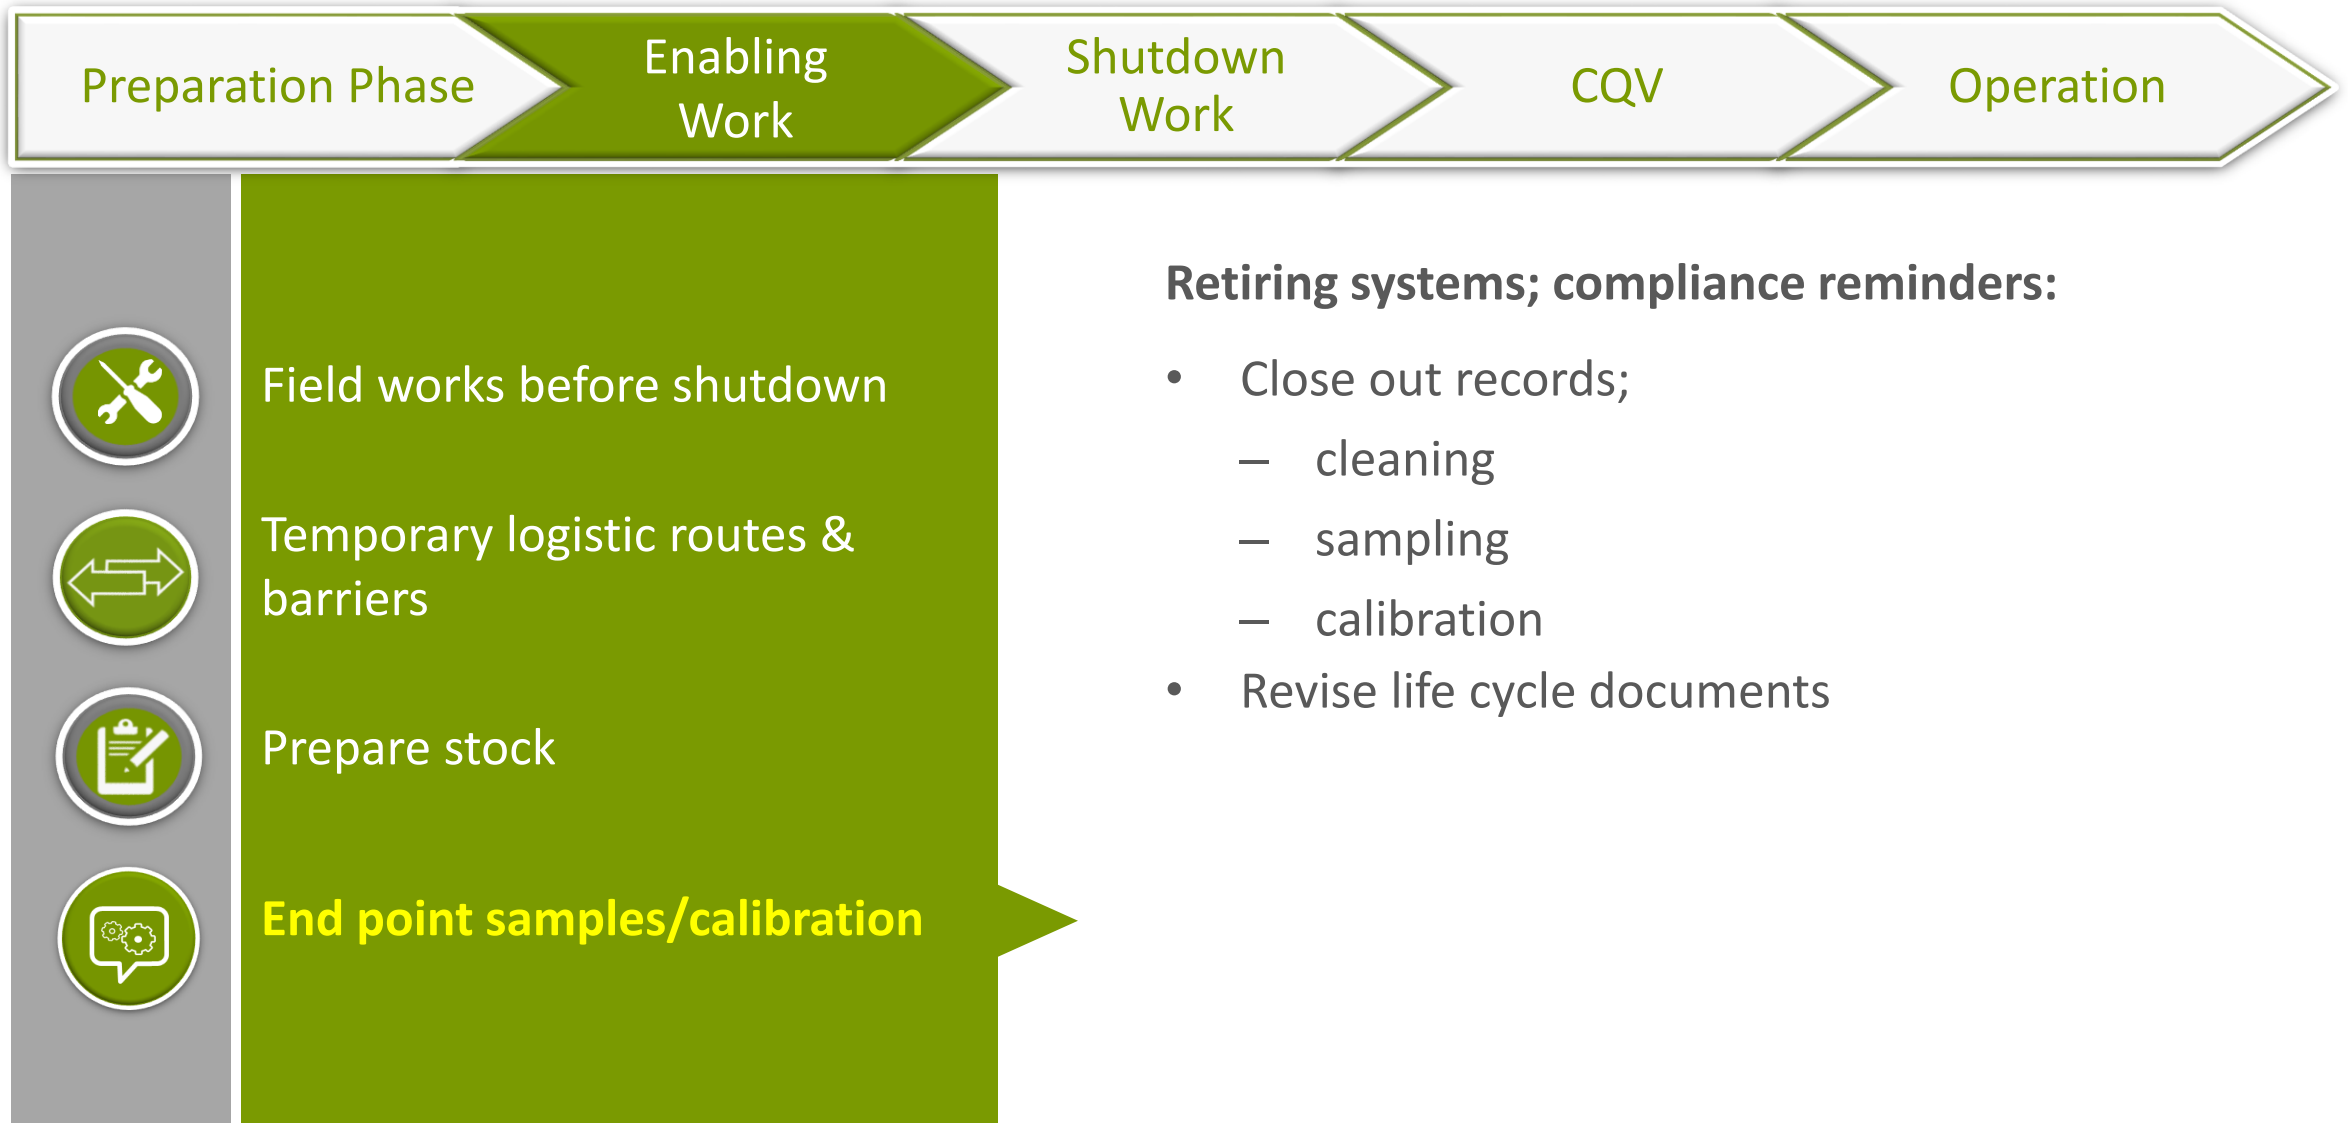 Preparation Phase
Enabling
Work
Shutdown
Work
CQV
Operation
Field works before shutdown
Temporary logistic routes &
barriers
Prepare stock
End point samples/calibration
Retiring systems; compliance reminders:
• Close out records;
– cleaning
– sampling
– calibration
• Revise life cycle documents